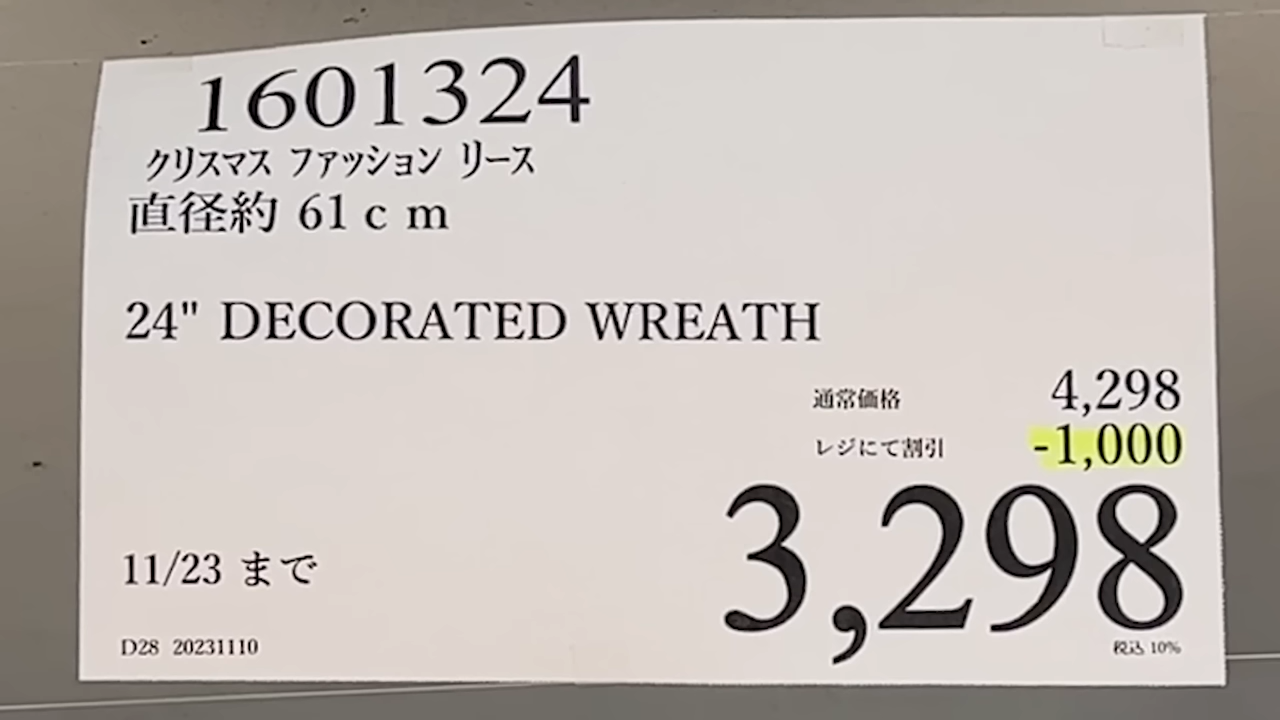 1601324
クリスマス ファッション リース
直径約 61ｃｍ
24" DECORATED WREATH
通常価格 4,298
レジにて割引 -1,000
3,298
11/23 まで
D28 20231110
税込 10%